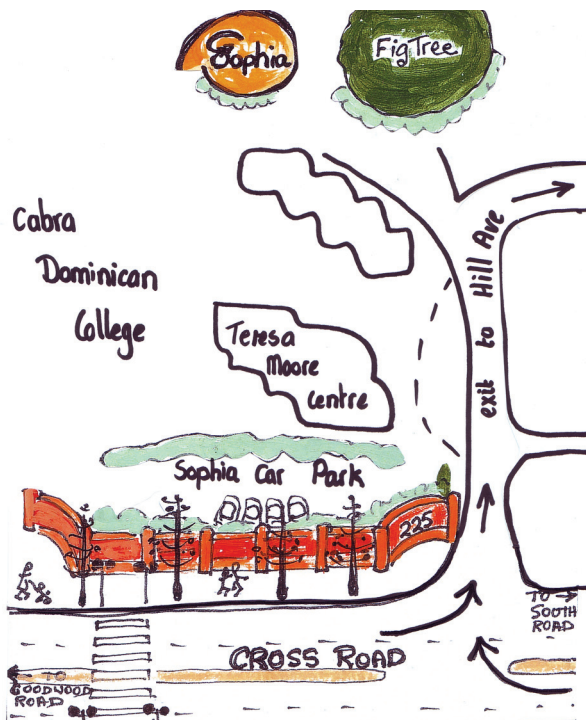 Sophia
Fig Tree
Cabra
Dominican
College
exit to Hill Ave
Teresa
Moore
Centre
Sophia Car Park
225
TO
SOUTH
ROAD
CROSS ROAD
TO
GOODWOOD
ROAD